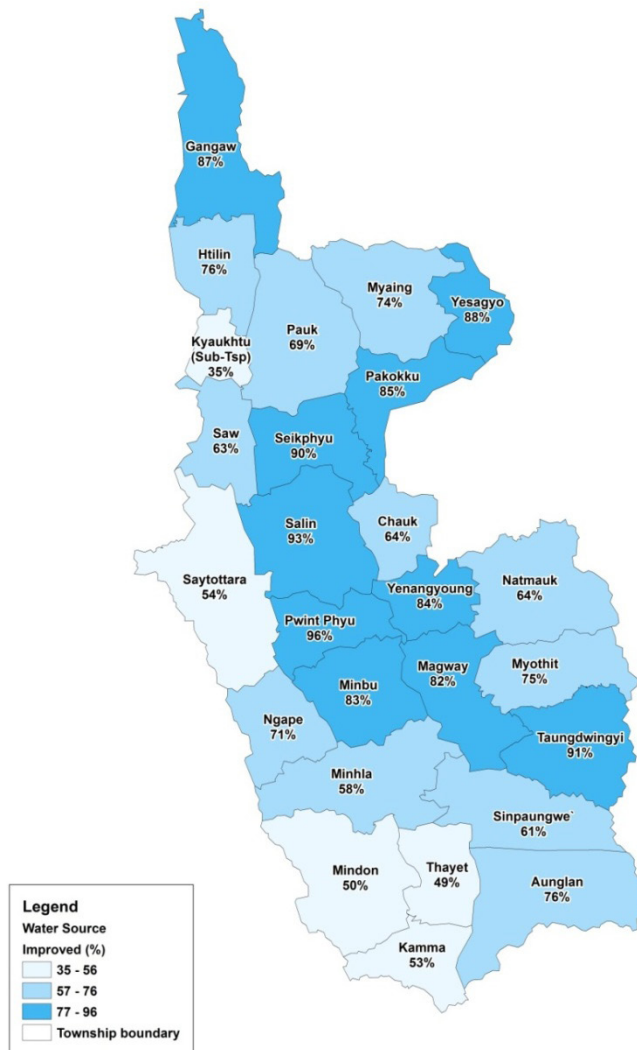 Gangaw
87%
Htilin
76%
Myaing
74%
Yesagyo
88%
Pauk
69%
Kyaukhtu
(Sub-Tsp)
35%
Pakokku
85%
Saw
63%
Seikphyu
90%
Salin
93%
Chauk
64%
Saytottara
54%
Yenangyoung
84%
Natmauk
64%
Pwint Phyu
96%
Magway
82%
Myothit
75%
Minbu
83%
Ngape
71%
Taungdwingyi
91%
Minhla
58%
Sinpaungwe`
61%
Mindon
50%
Thayet
49%
Aunglan
76%
Kamma
53%
Legend
Water Source
Improved (%)
35 - 56
57 - 76
77 - 96
Township boundary